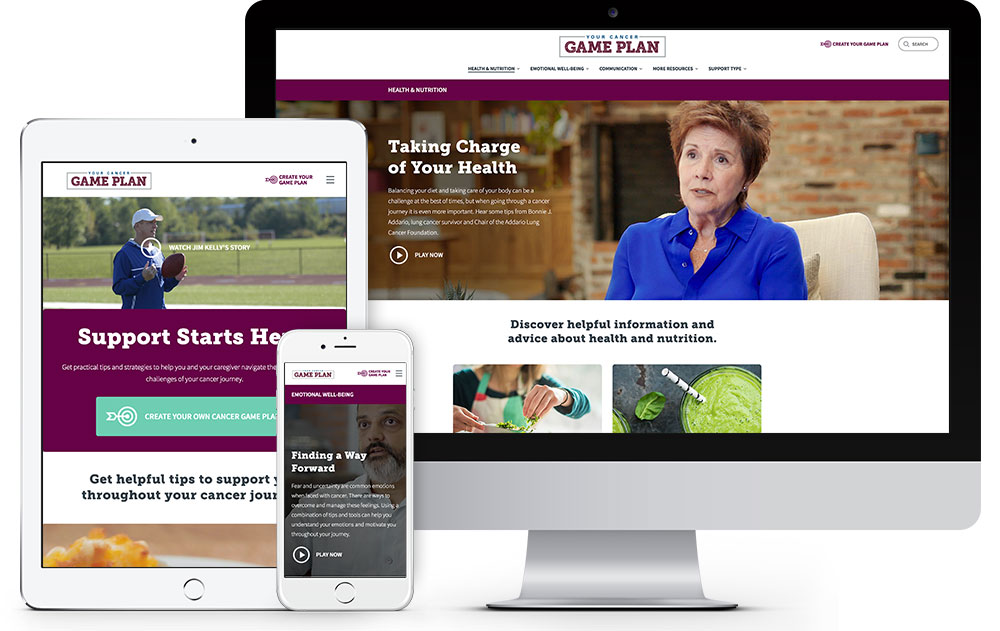 YOUR CANCER
GAME PLAN
CREATE YOUR GAME PLAN
SEARCH
HEALTH & NUTRITION
EMOTIONAL WELL-BEING
COMMUNICATION
MORE RESOURCES
SUPPORT TYPE
HEALTH & NUTRITION
Taking Charge
of Your Health
Balancing your diet and taking care of your body can be a
challenge at the best of times, but when going through a cancer
journey it is even more important. Hear some tips from Bonnie J.
Addario, lung cancer survivor and Chair of the Addario Lung
Cancer Foundation.
PLAY NOW
Discover helpful information and
advice about health and nutrition.
YOUR CANCER
GAME PLAN
CREATE YOUR
GAME PLAN
WATCH JIM KELLY'S STORY
Support Starts He
Get practical tips and strategies to help you and your caregiver navigate the
challenges of your cancer journey.
CREATE YOUR OWN CANCER GAME PLA
Get helpful tips to support y
throughout your cancer jour
GAME PLAN
CREATE YOUR
GAME PLAN
EMOTIONAL WELL-BEING
Finding a Way
Forward
Fear and uncertainty are common emotions
when faced with cancer. There are ways to
overcome and manage these feelings. Using a
combination of tips and tools can help you
understand your emotions and motivate you
throughout your journey.
PLAY NOW